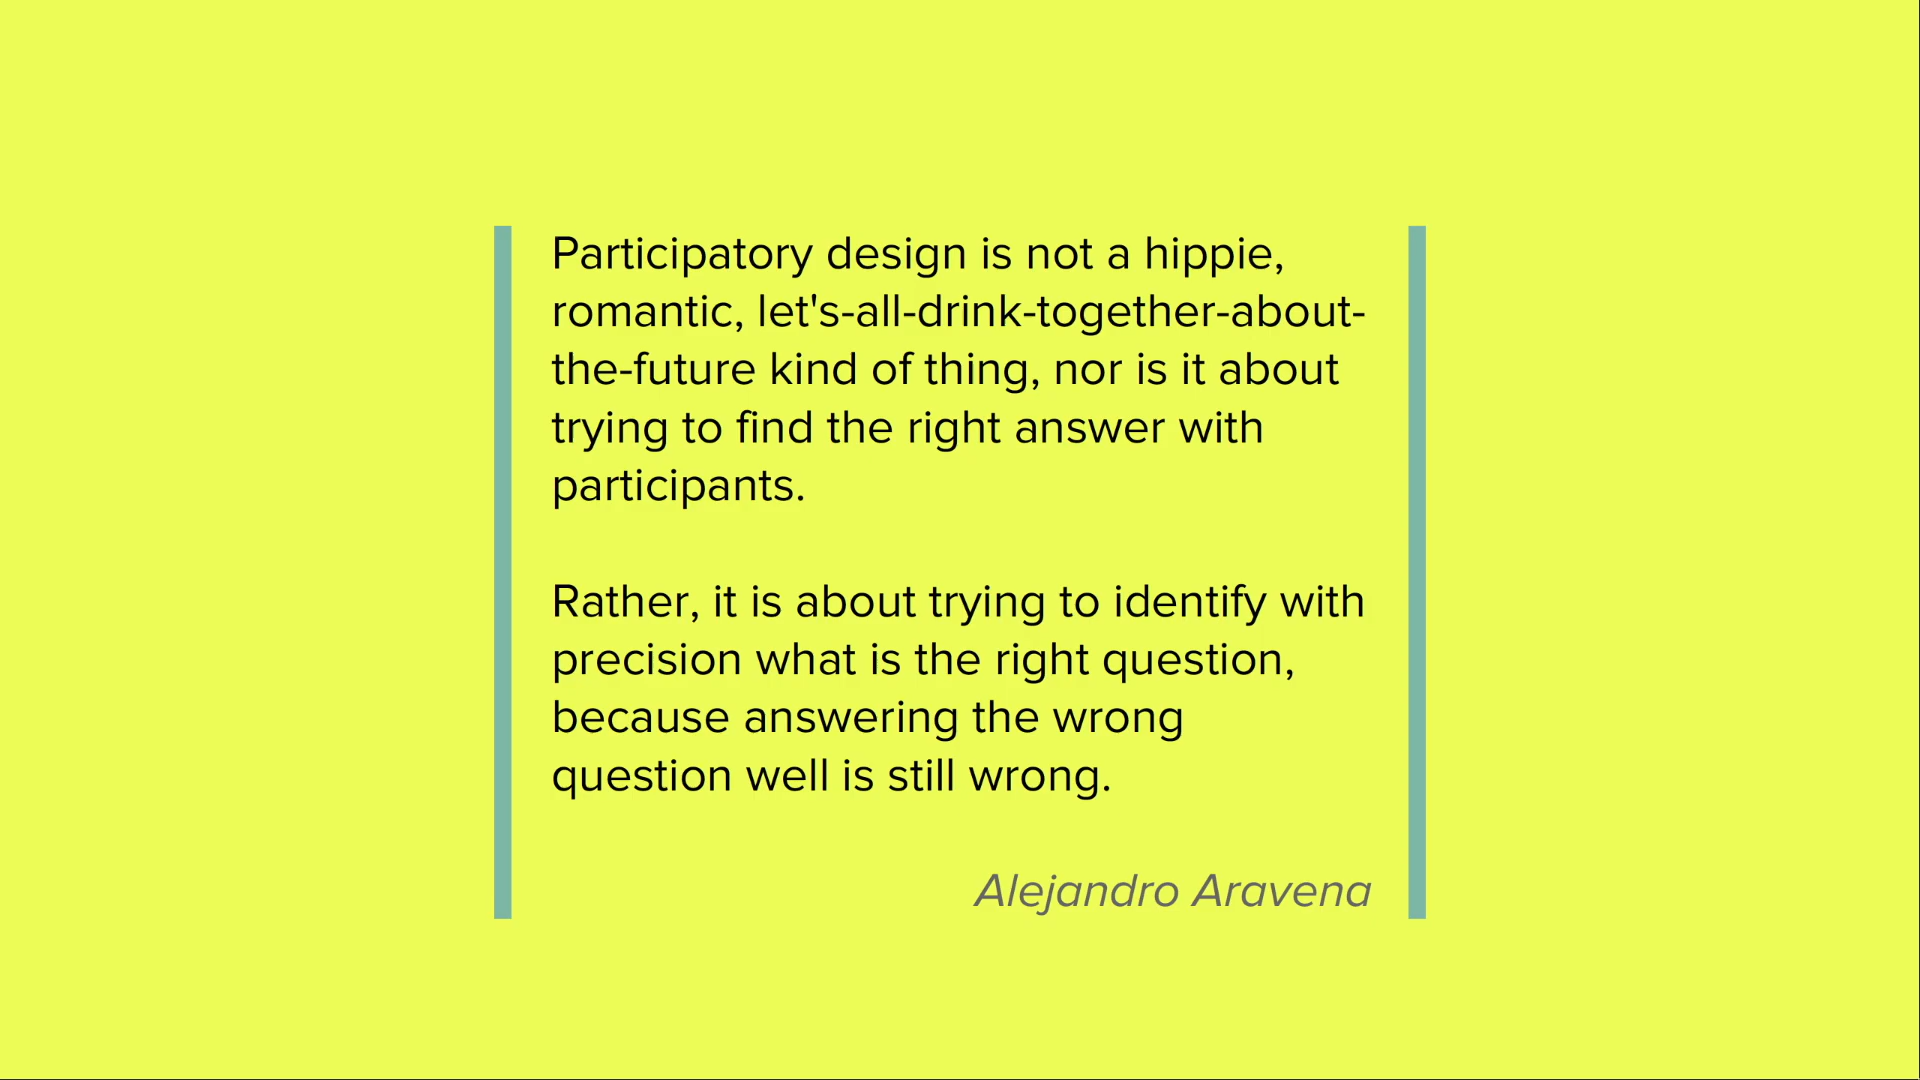 Participatory design is not a hippie,
romantic, let's-all-drink-together-about-
the-future kind of thing, nor is it about
trying to find the right answer with
participants.
Rather, it is about trying to identify with
precision what is the right question,
because answering the wrong
question well is still wrong.
Alejandro Aravena